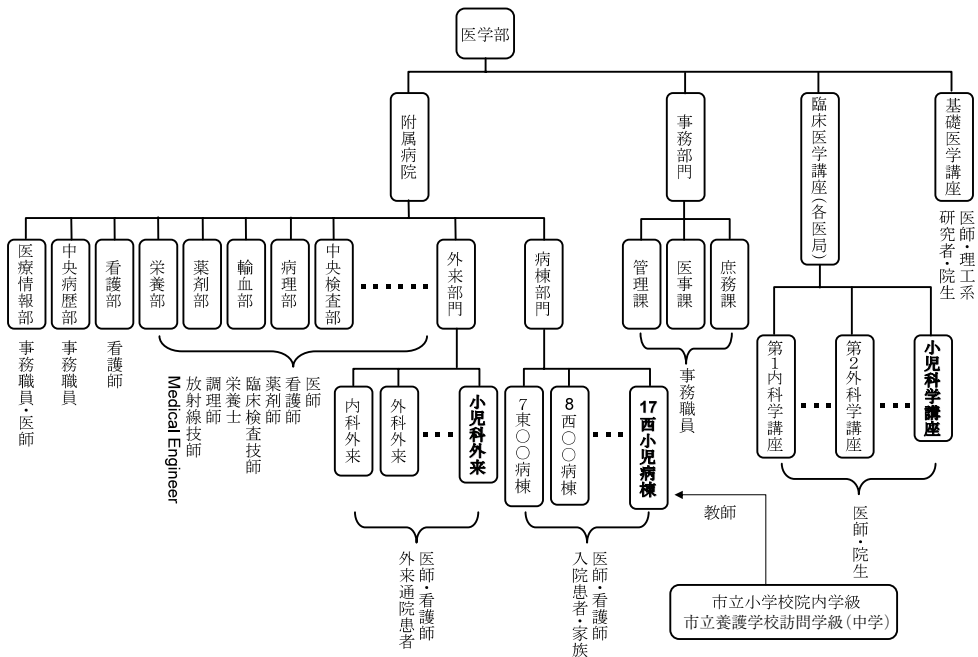 医学部
附属病院
事務部門
臨床医学講座(各医局)
基礎医学講座
医師・理工系
研究者・院生
医療情報部
中央病歴部
看護部
栄養部
薬剤部
輸血部
病理部
中央検査部
外来部門
病棟部門
管理課
医事課
庶務課
事務職員・医師
事務職員
看護師
医師
看護師
薬剤師
臨床検査技師
栄養士
調理師
放射線技師
Medical Engineer
事務職員
内科外来
外科外来
小児科外来
7東〇〇病棟
8西〇〇病棟
17西小児病棟
第1内科学講座
第2外科学講座
小児科学講座
医師・看護師
外来通院患者
医師・看護師
入院患者・家族
教師
医師・院生
市立小学校院内学級
市立養護学校訪問学級(中学)